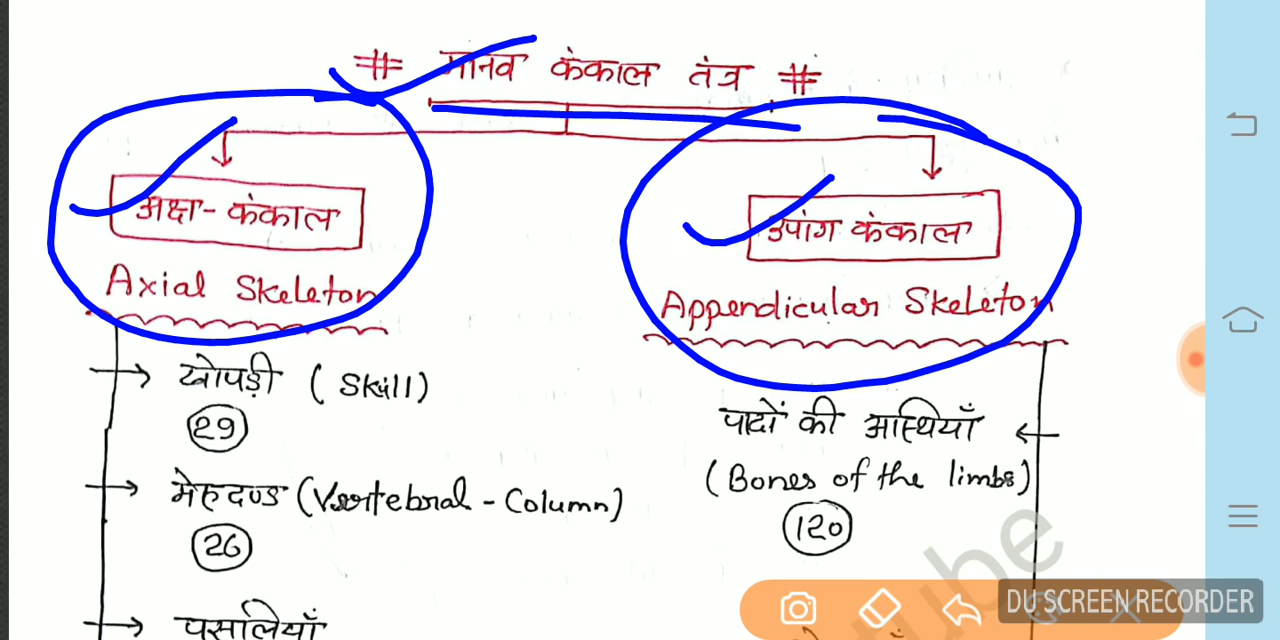 # मानव कंकाल तंत्र #
अक्ष - कंकाल
उपांग कंकाल
Axial Skeleton
Appendicular Skeleton
खोपड़ी (Skill)
29
मेरुदण्ड (Vertebral - Column)
26
पसलियाँ
पादों की अस्थियाँ
(Bones of the limbs)
120
DU SCREEN RECORDER